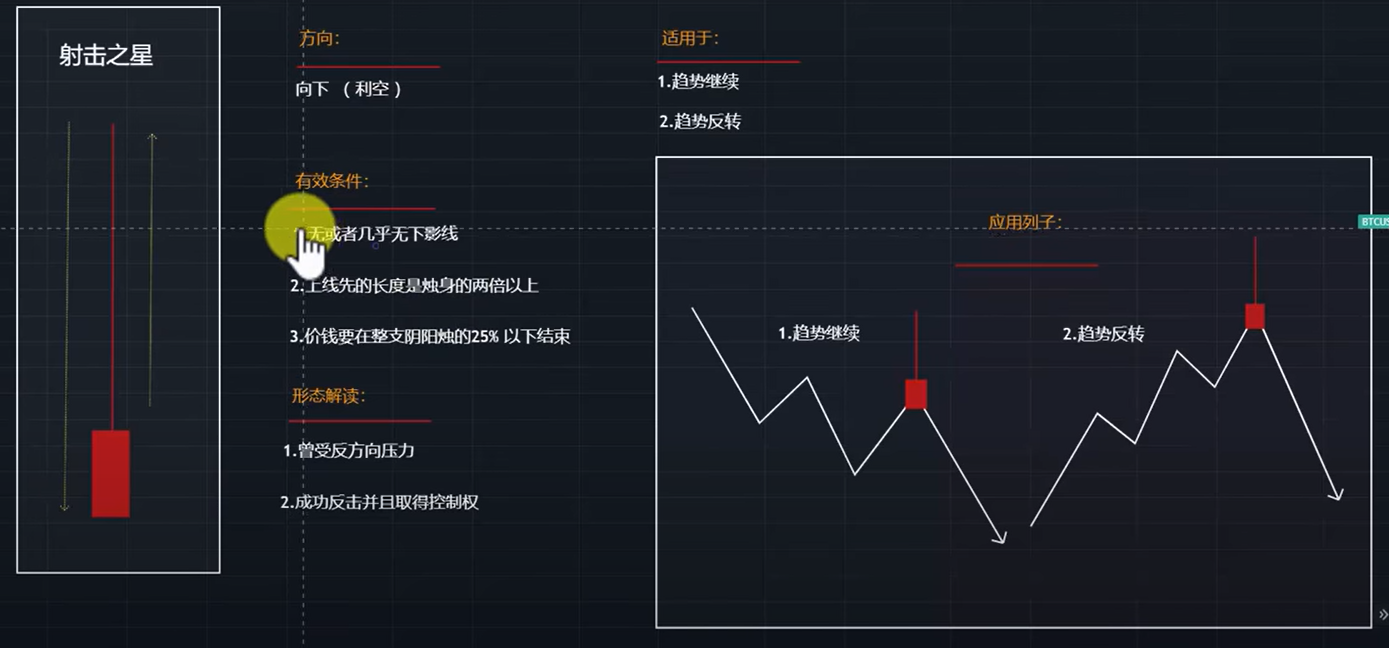 射击之星
方向:
向下 （利空）
有效条件:
无或者几乎无下影线
2.上线先的长度是烛身的两倍以上
3.价钱要在整支阴阳烛的25% 以下结束
形态解读:
1.曾受反方向压力
2.成功反击并且取得控制权
适用于:
1.趋势继续
2.趋势反转
应用列子:
1.趋势继续
2.趋势反转
BTCUS